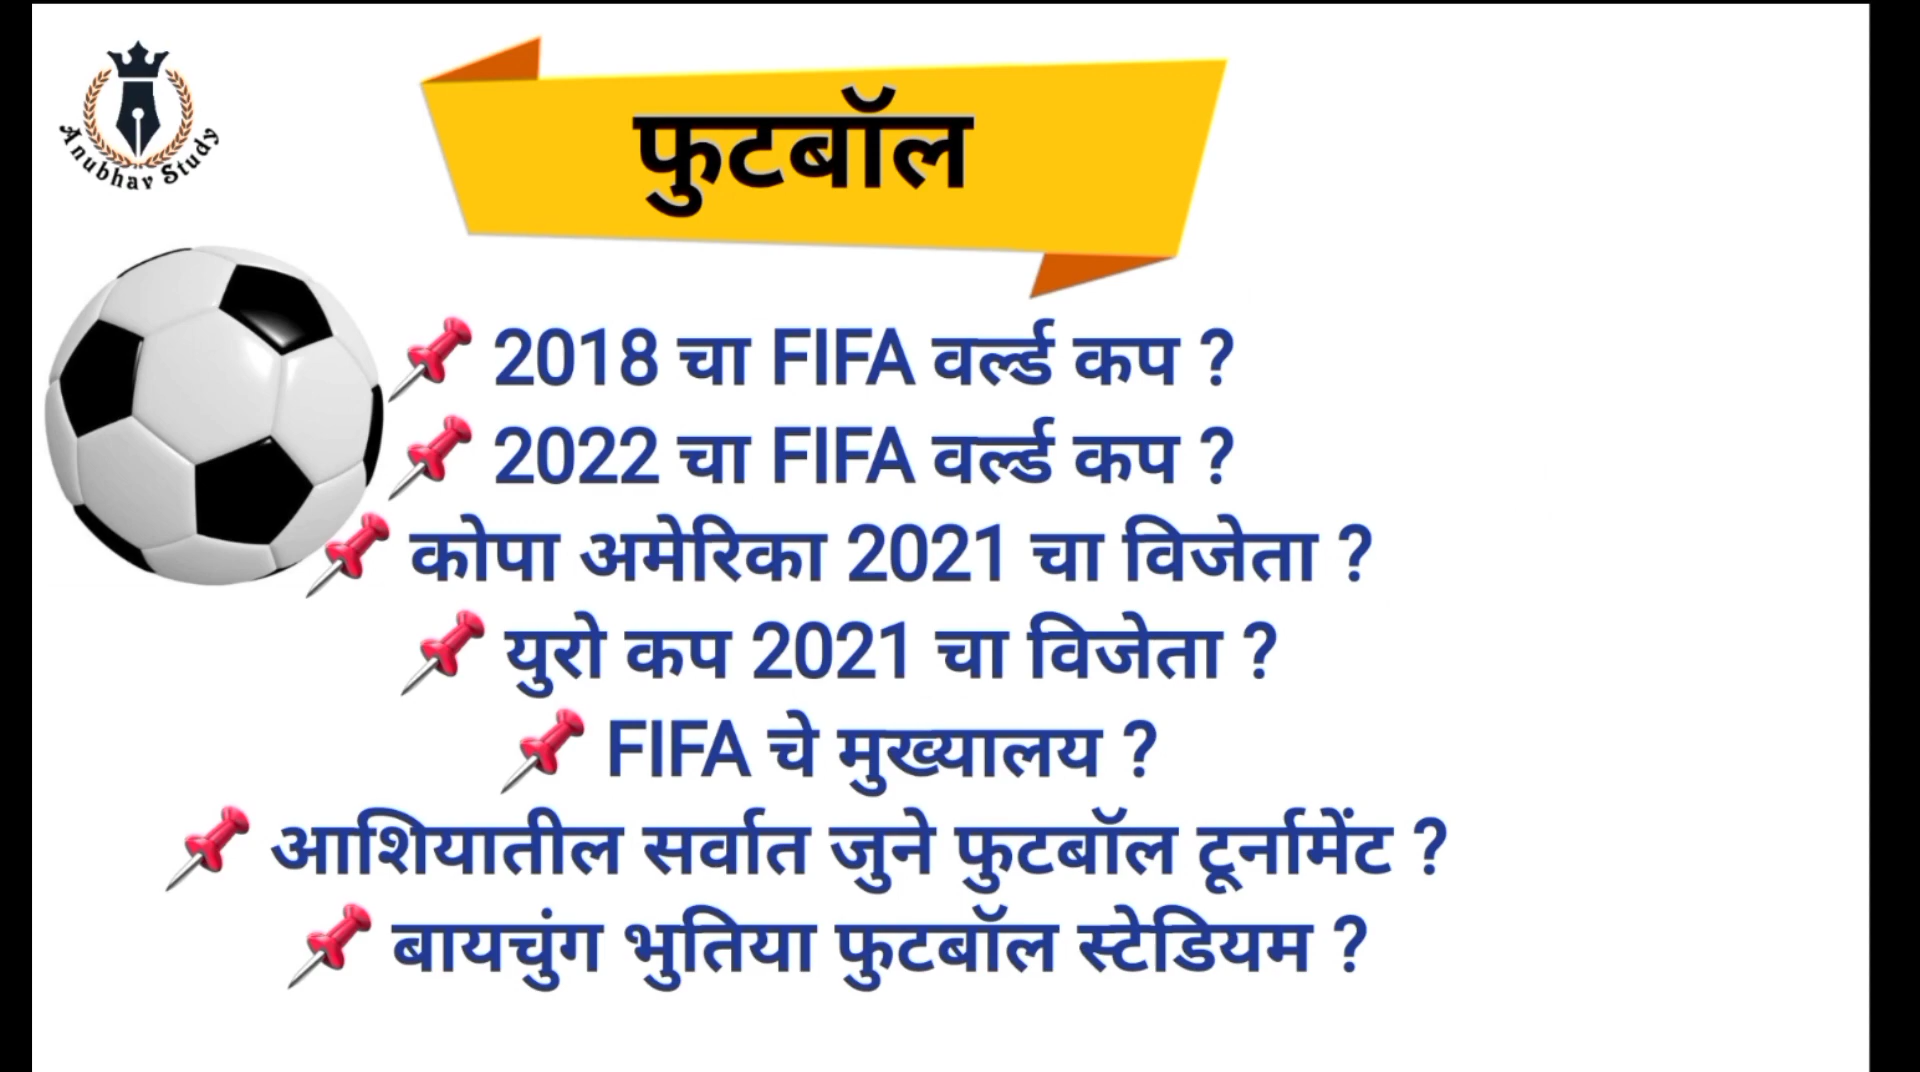 Anubhav Study
फुटबॉल
2018 चा FIFA वर्ल्ड कप ?
2022 चा FIFA वर्ल्ड कप ?
कोपा अमेरिका 2021 चा विजेता ?
युरो कप 2021 चा विजेता ?
FIFA चे मुख्यालय ?
आशियातील सर्वात जुने फुटबॉल टूर्नामेंट ?
बायचुंग भुतिया फुटबॉल स्टेडियम ?